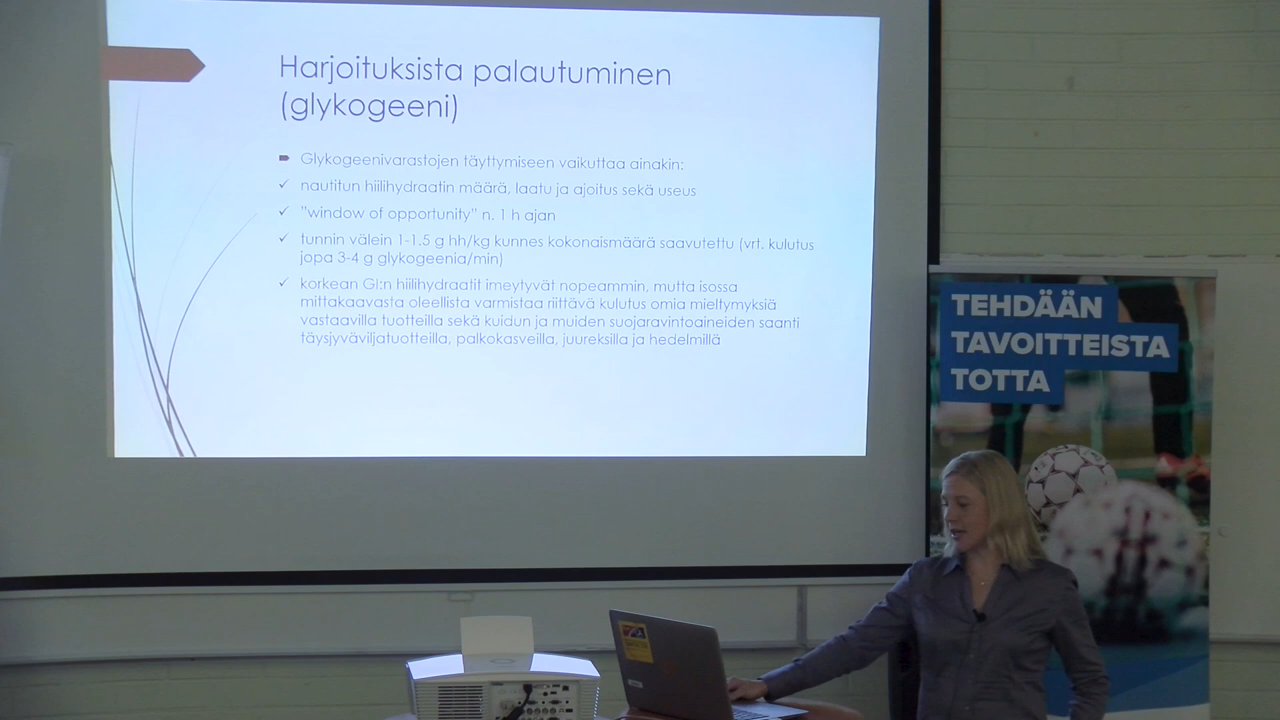 Harjoituksista palautuminen
(glykogeeni)
Glykogeenivarastojen täyttymiseen vaikuttaa ainakin:
nautitun hiilihydraatin määrä, laatu ja ajoitus sekä useus
"window of opportunity" n. 1 h ajan
tunnin välein 1-1.5 g hh/kg kunnes kokonaismäärä saavutettu (vrt. kulutus
jopa 3-4 g glykogeenia/min)
korkean GI:n hiilihydraatit imeytyvät nopeammin, mutta isossa
mittakaavasta oleellista varmistaa riittävä kulutus omia mieltymyksiä
vastaavilla tuotteilla sekä kuidun ja muiden suojaravintoaineiden saanti
täysjyväviljatuotteilla, palkokasveilla, juureksilla ja hedelmillä
TEHDÄÄN
TAVOITTEISTA
TOTTA